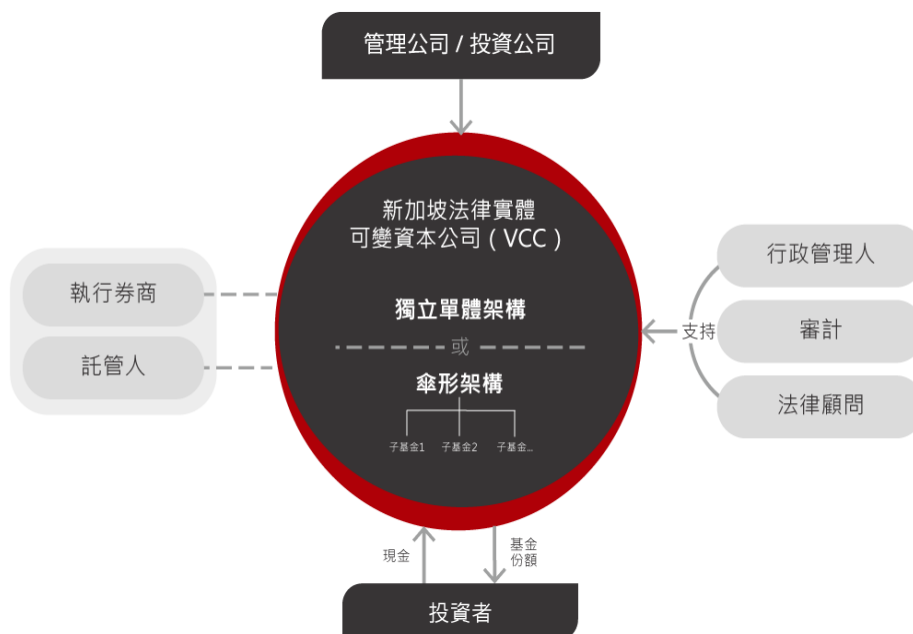 管理公司 / 投資公司
新加坡法律實體
可變資本公司 ( VCC )
獨立單體架構
或
傘形架構
子基金1
子基金2
子基金...
執行券商
託管人
支持
行政管理人
審計
法律顧問
現金
基金
份額
投資者